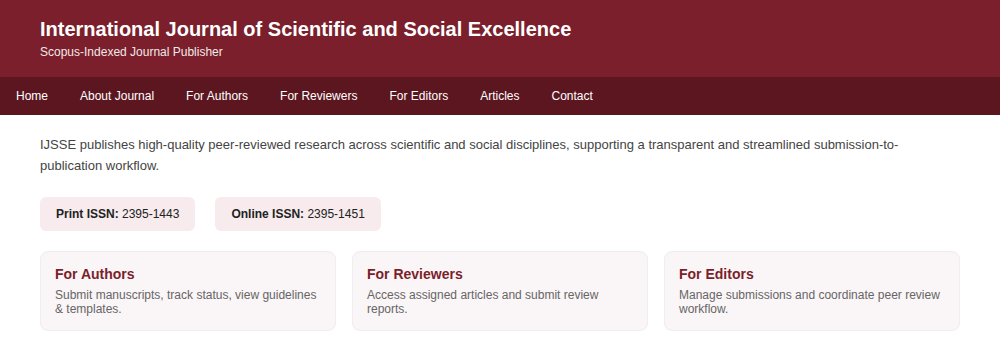 International Journal of Scientific and Social Excellence
Scopus-Indexed Journal Publisher
Home About Journal For Authors For Reviewers For Editors Articles Contact
IJSSE publishes high-quality peer-reviewed research across scientific and social disciplines, supporting a transparent and streamlined submission-to-
publication workflow.
Print ISSN: 2395-1443 Online ISSN: 2395-1451
For Authors
Submit manuscripts, track status, view guidelines
& templates.
For Reviewers
Access assigned articles and submit review
reports.
For Editors
Manage submissions and coordinate peer review
workflow.